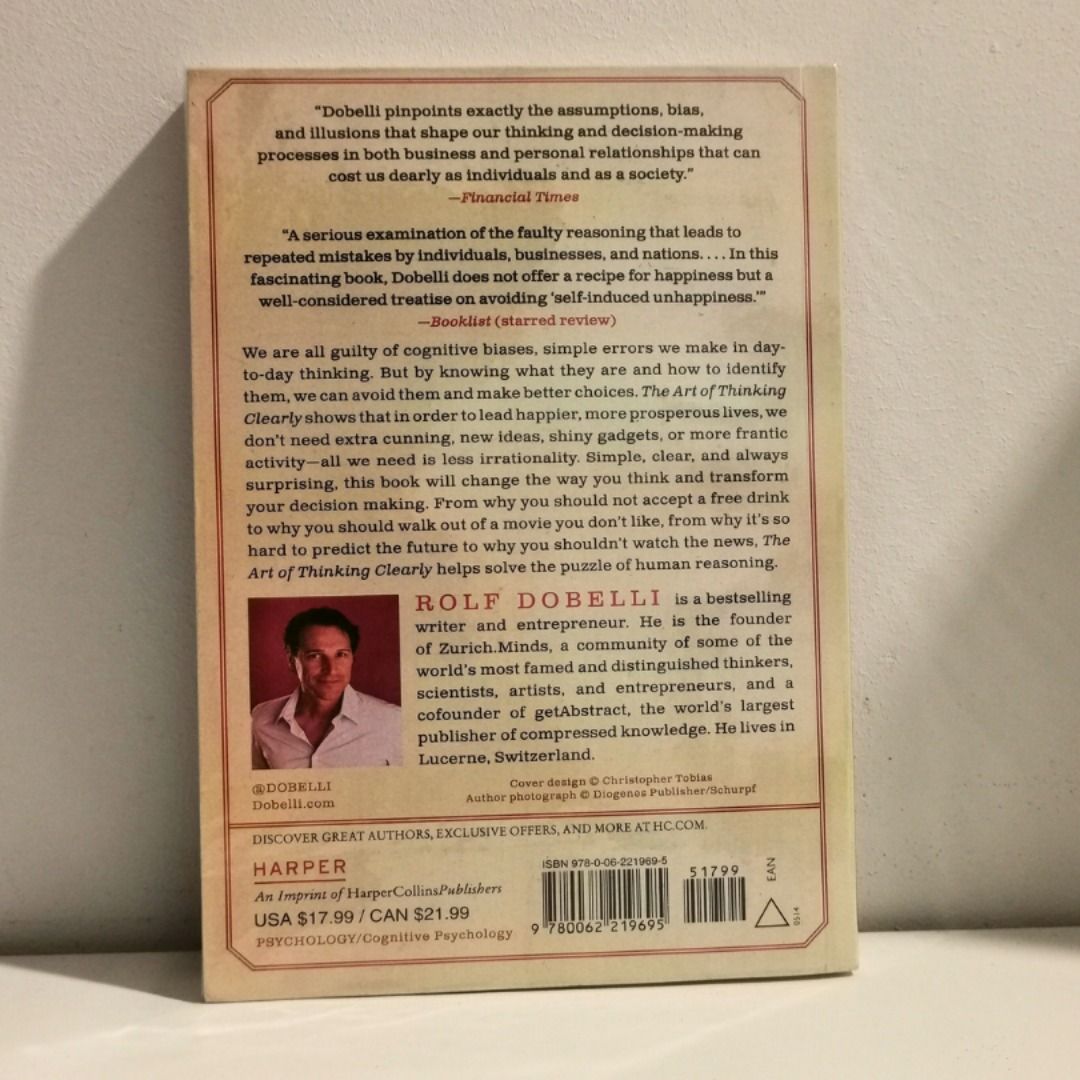 “Dobelli pinpoints exactly the assumptions, bias,
and illusions that shape our thinking and decision-making
processes in both business and personal relationships that can
cost us dearly as individuals and as a society.”
—Financial Times
“A serious examination of the faulty reasoning that leads to
repeated mistakes by individuals, businesses, and nations. . . . In this
fascinating book, Dobelli does not offer a recipe for happiness but a
well-considered treatise on avoiding ‘self-induced unhappiness.’”
—Booklist (starred review)
We are all guilty of cognitive biases, simple errors we make in day-
to-day thinking. But by knowing what they are and how to identify
them, we can avoid them and make better choices. The Art of Thinking
Clearly shows that in order to lead happier, more prosperous lives, we
don’t need extra cunning, new ideas, shiny gadgets, or more frantic
activity—all we need is less irrationality. Simple, clear, and always
surprising, this book will change the way you think and transform
your decision making. From why you should not accept a free drink
to why you should walk out of a movie you don’t like, from why it’s so
hard to predict the future to why you shouldn’t watch the news, The
Art of Thinking Clearly helps solve the puzzle of human reasoning.
ROLF DOBELLI is a bestselling
writer and entrepreneur. He is the founder
of Zurich.Minds, a community of some of the
world’s most famed and distinguished thinkers,
scientists, artists, and entrepreneurs, and a
cofounder of getAbstract, the world’s largest
publisher of compressed knowledge. He lives in
Lucerne, Switzerland.
@DOBELLI
Dobelli.com
Cover design © Christopher Tobias
Author photograph © Diogenes Publisher/Schurpf
DISCOVER GREAT AUTHORS, EXCLUSIVE OFFERS, AND MORE AT HC.COM.
HARPER
An Imprint of HarperCollinsPublishers
USA $17.99 / CAN $21.99
PSYCHOLOGY/Cognitive Psychology
ISBN 978-0-06-221969-5
9 780062 219695
51799
EAN
0514